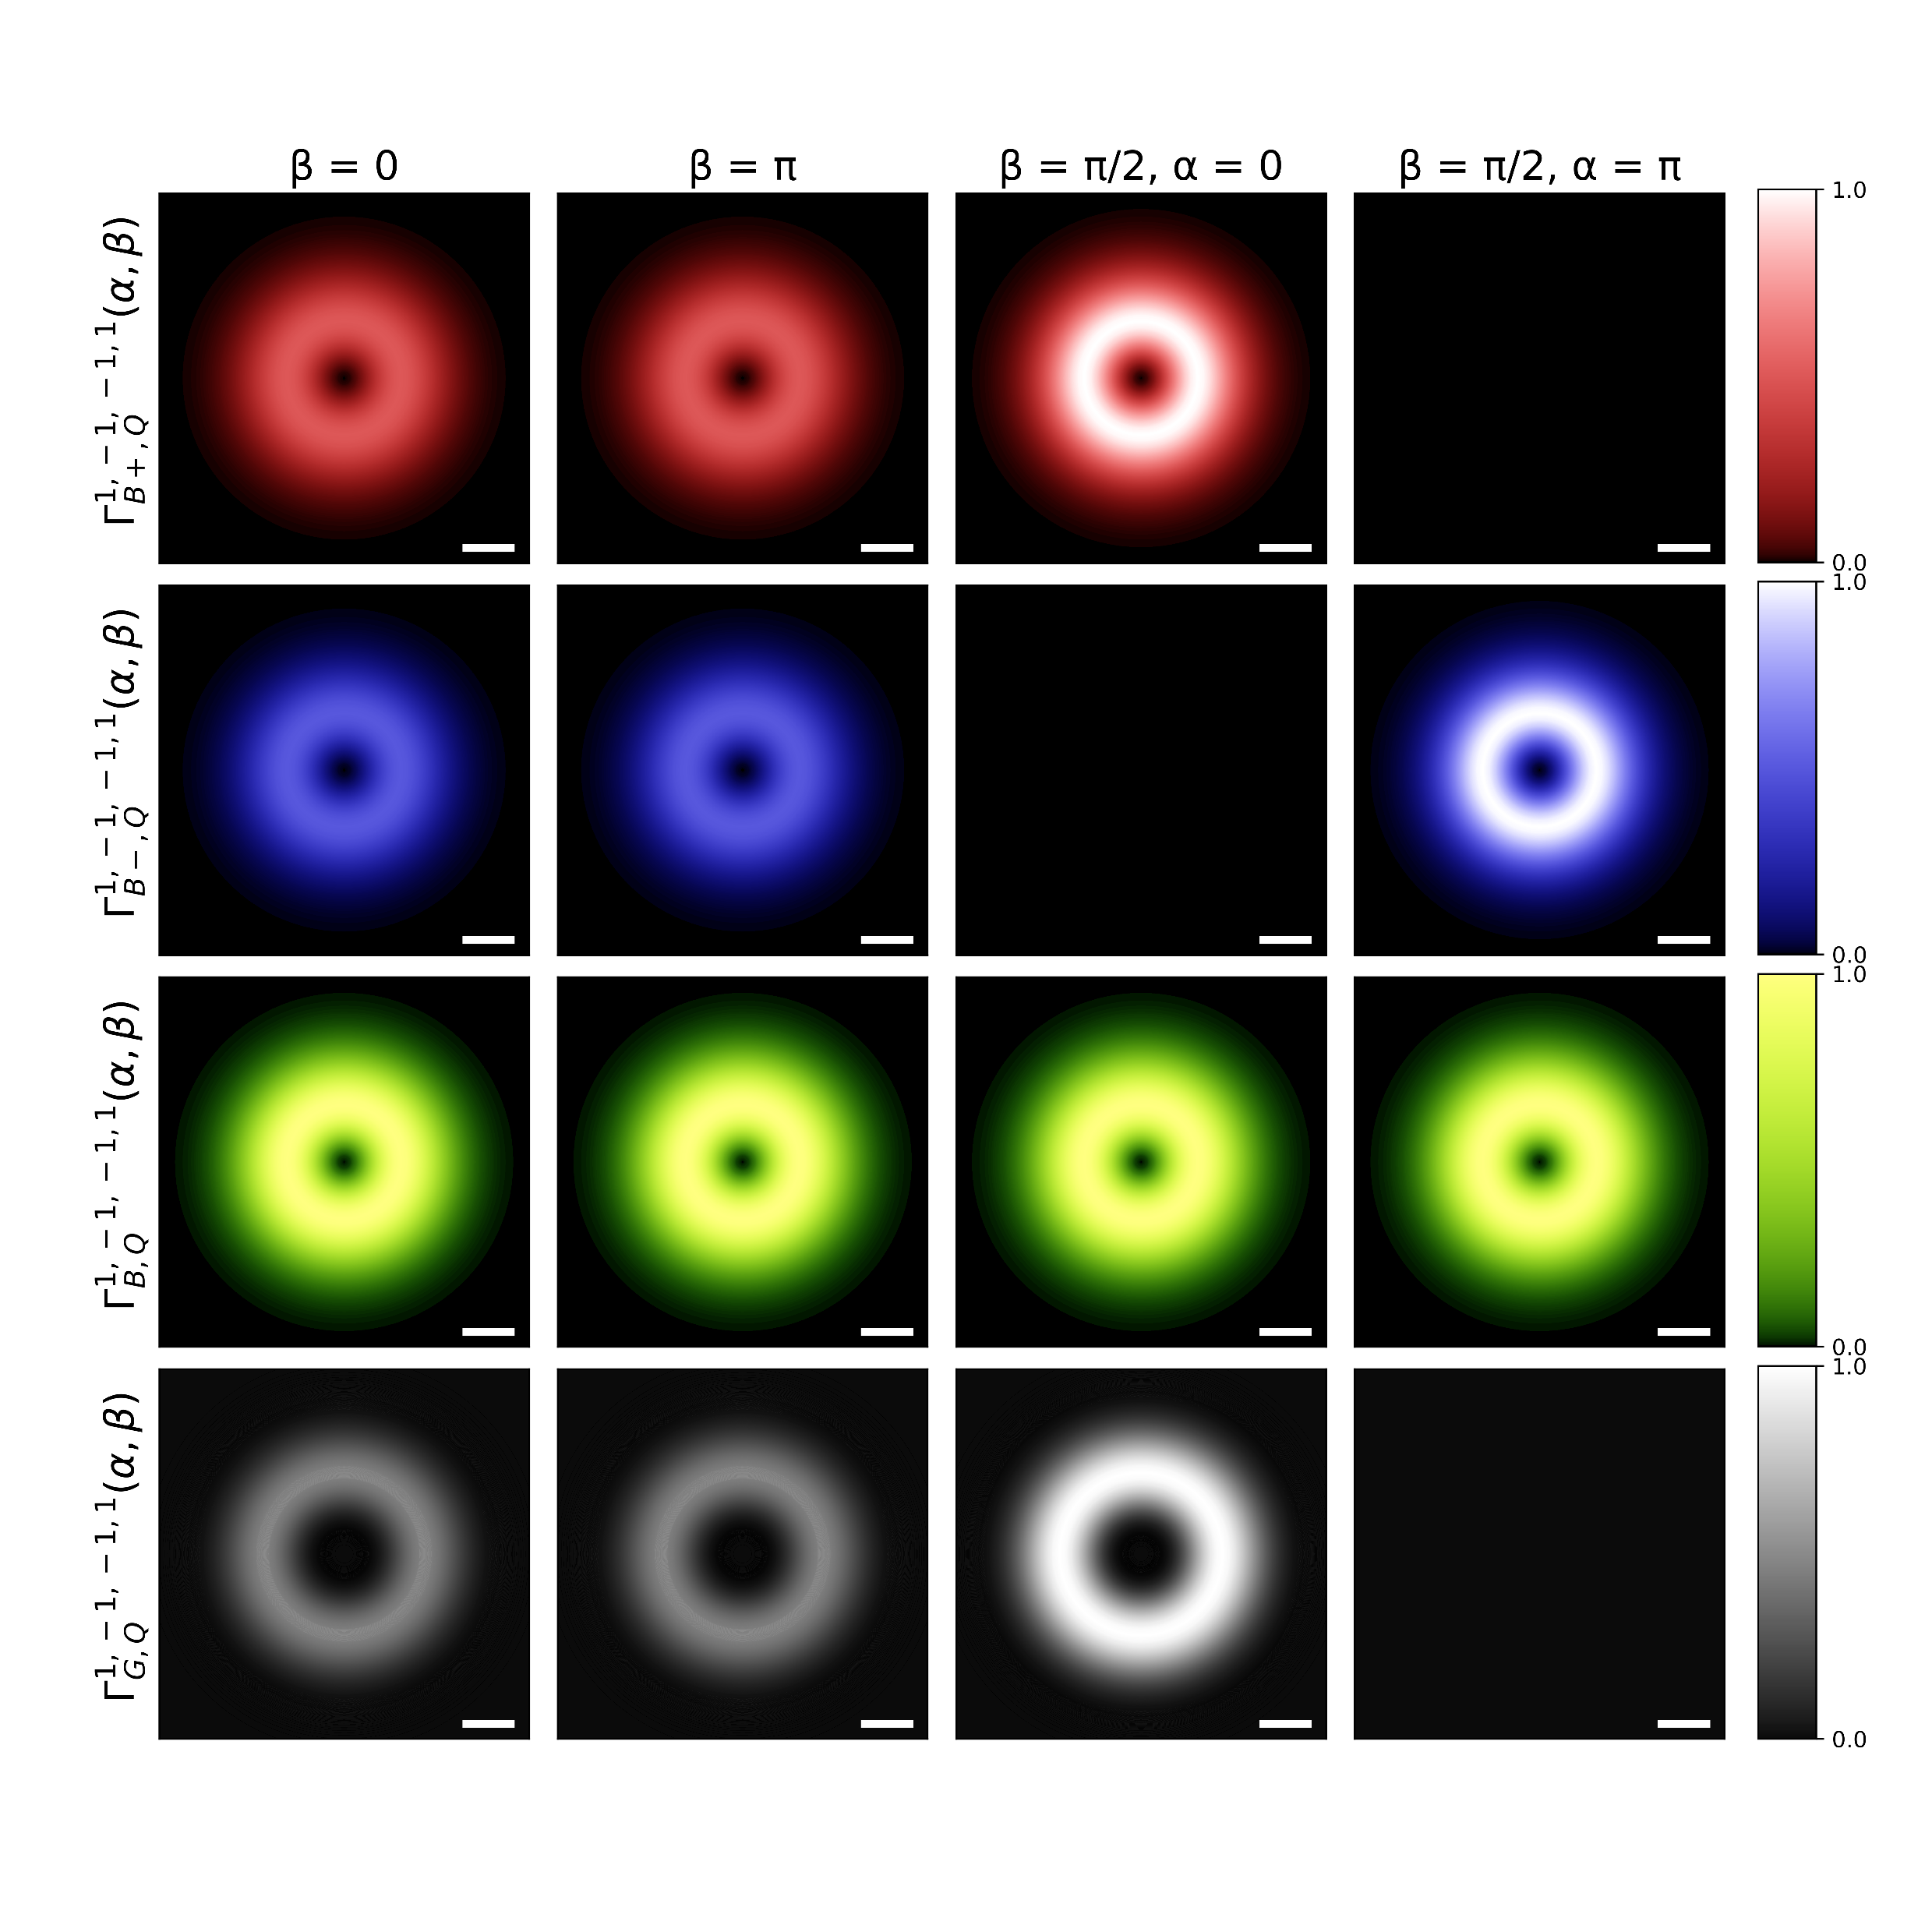 β = 0
β = π
β = π/2, α = 0
β = π/2, α = π
Γ^{1,−1,−1,1}_{B+,Q}(α, β)
1.0
0.0
Γ^{1,−1,−1,1}_{B−,Q}(α, β)
1.0
0.0
Γ^{1,−1,−1,1}_{B,Q}(α, β)
1.0
0.0
Γ^{1,−1,−1,1}_{G,Q}(α, β)
1.0
0.0